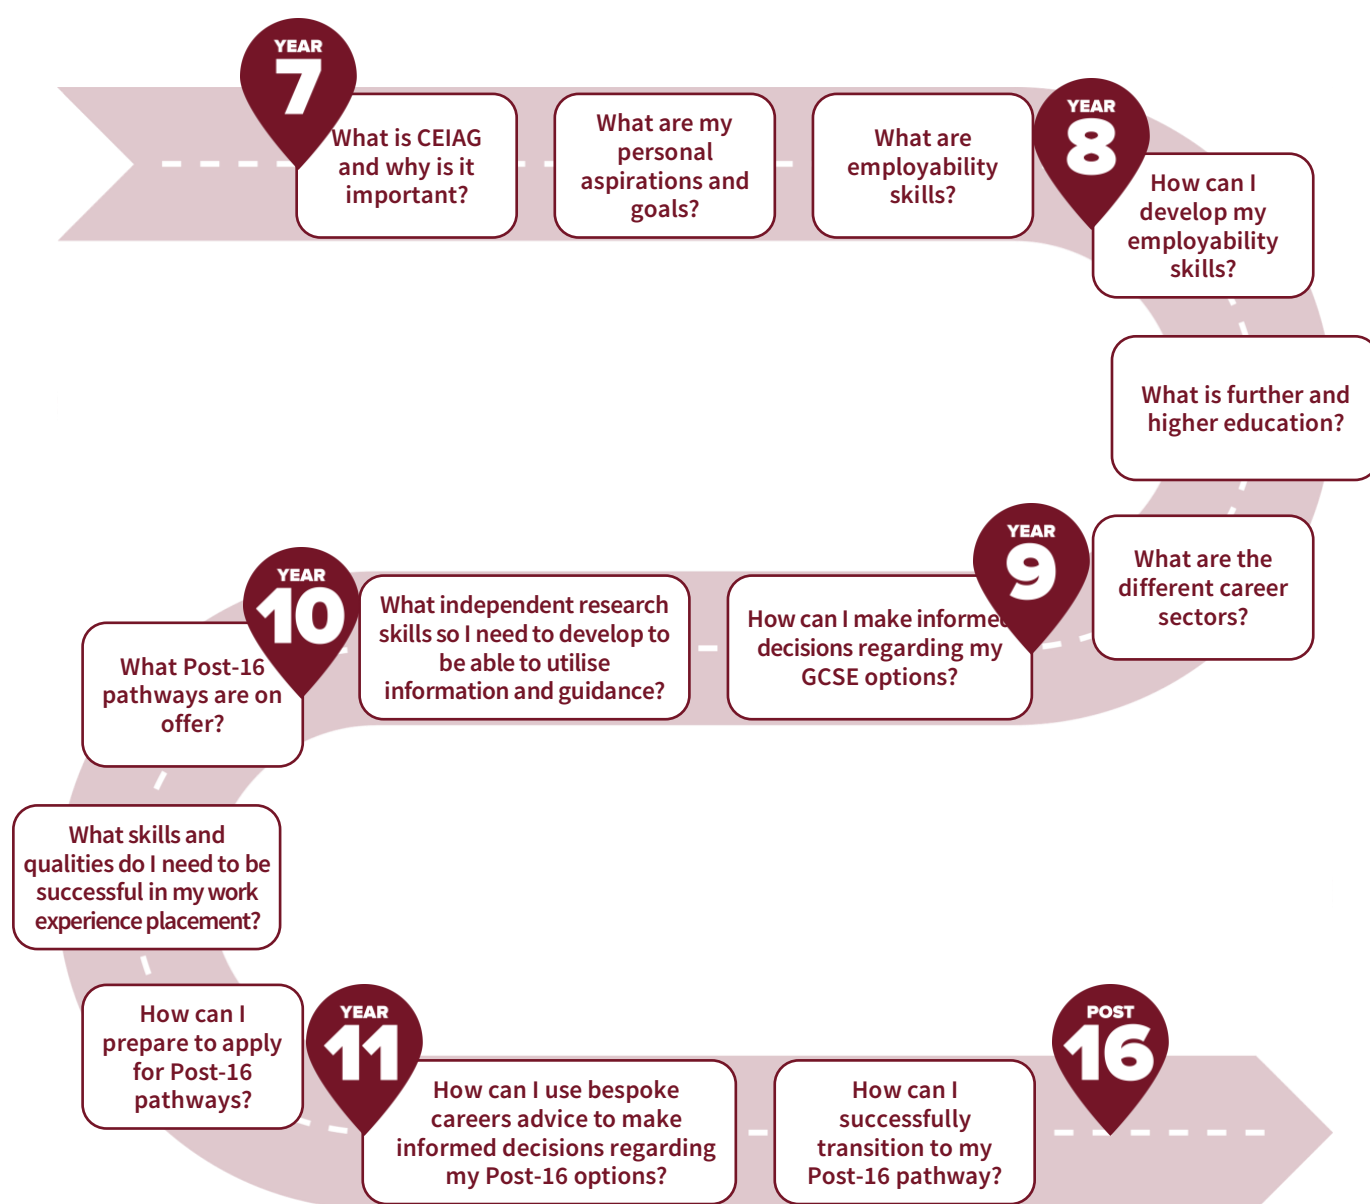 YEAR
7
What is CEIAG
and why is it
important?
What are my
personal
aspirations and
goals?
What are
employability
skills?
YEAR
8
How can I
develop my
employability
skills?
What is further and
higher education?
What are the
different career
sectors?
YEAR
9
How can I make informed
decisions regarding my
GCSE options?
What independent research
skills so I need to develop to
be able to utilise
information and guidance?
YEAR
10
What Post-16
pathways are on
offer?
What skills and
qualities do I need to be
successful in my work
experience placement?
How can I
prepare to apply
for Post-16
pathways?
YEAR
11
How can I use bespoke
careers advice to make
informed decisions regarding
my Post-16 options?
How can I
successfully
transition to my
Post-16 pathway?
POST
16